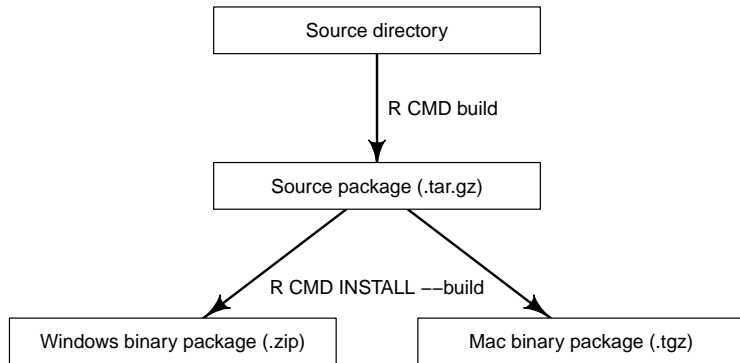 Source directory
R CMD build
Source package (.tar.gz)
R CMD INSTALL −−build
Windows binary package (.zip)
Mac binary package (.tgz)